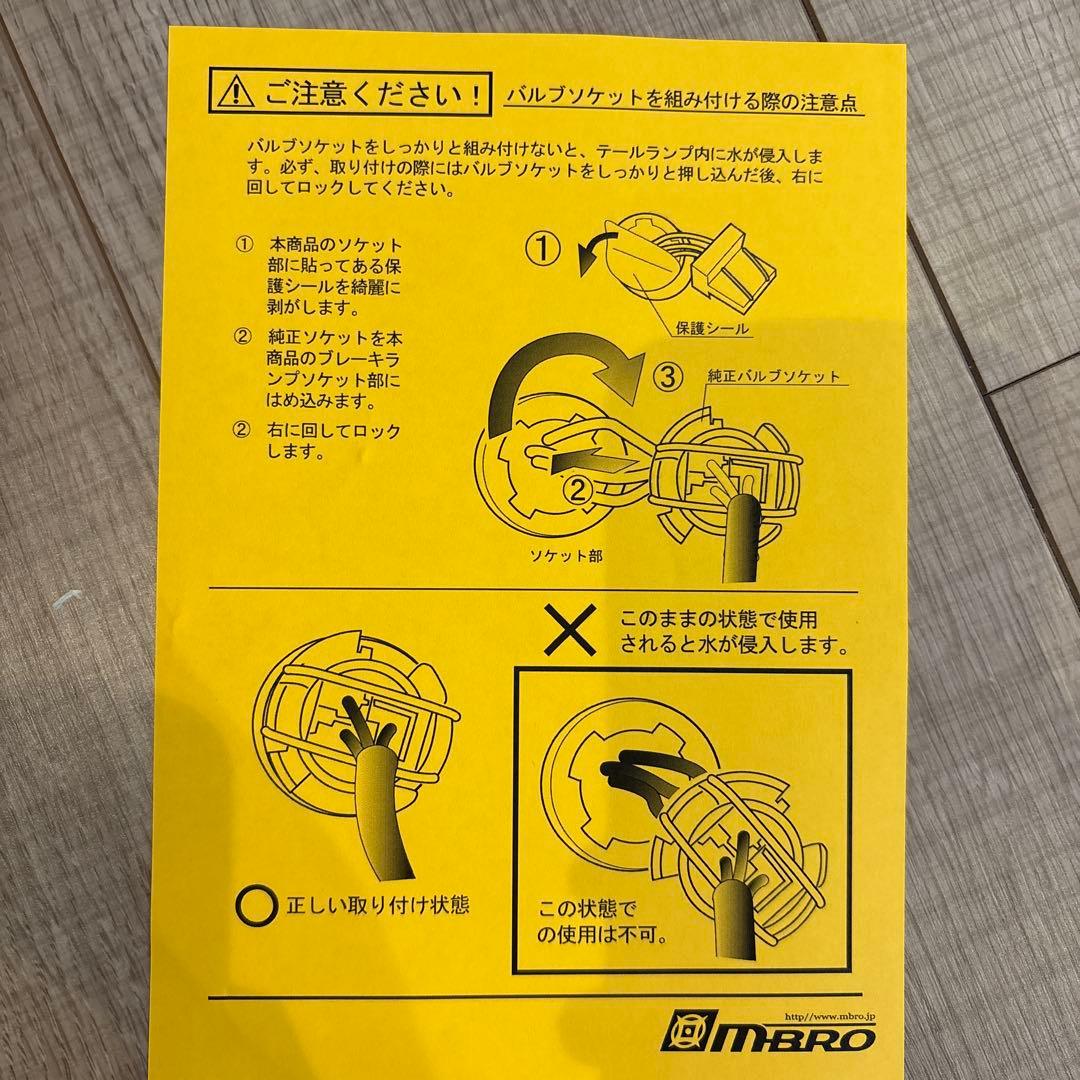 ご注意ください！
バルブソケットを組み付ける際の注意点
バルブソケットをしっかりと組み付けないと、テールランプ内に水が侵入しま
す。必ず、取り付けの際にはバルブソケットをしっかりと押し込んだ後、右に
回してロックしてください。
① 本商品のソケット
部に貼ってある保
護シールを綺麗に
剥がします。
② 純正ソケットを本
商品のブレーキラ
ンプソケット部に
はめ込みます。
② 右に回してロック
します。
①
保護シール
③
純正バルブソケット
②
ソケット部
このままの状態で使用
されると水が侵入します。
正しい取り付け状態
この状態で
の使用は不可。
http//www.mbro.jp
M-BRO